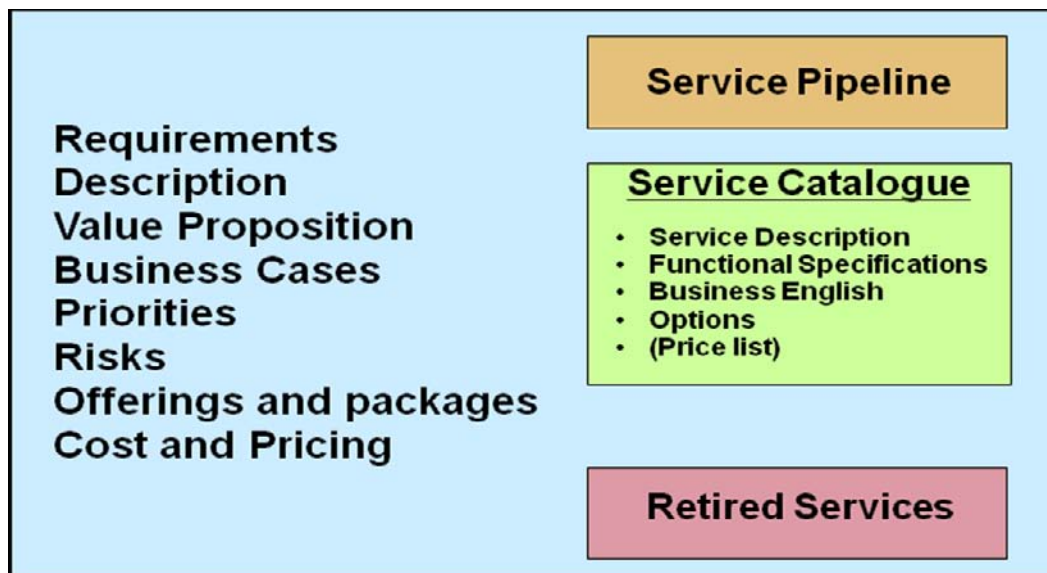 Requirements
Description
Value Proposition
Business Cases
Priorities
Risks
Offerings and packages
Cost and Pricing
Service Pipeline
Service Catalogue
• Service Description
• Functional Specifications
• Business English
• Options
• (Price list)
Retired Services